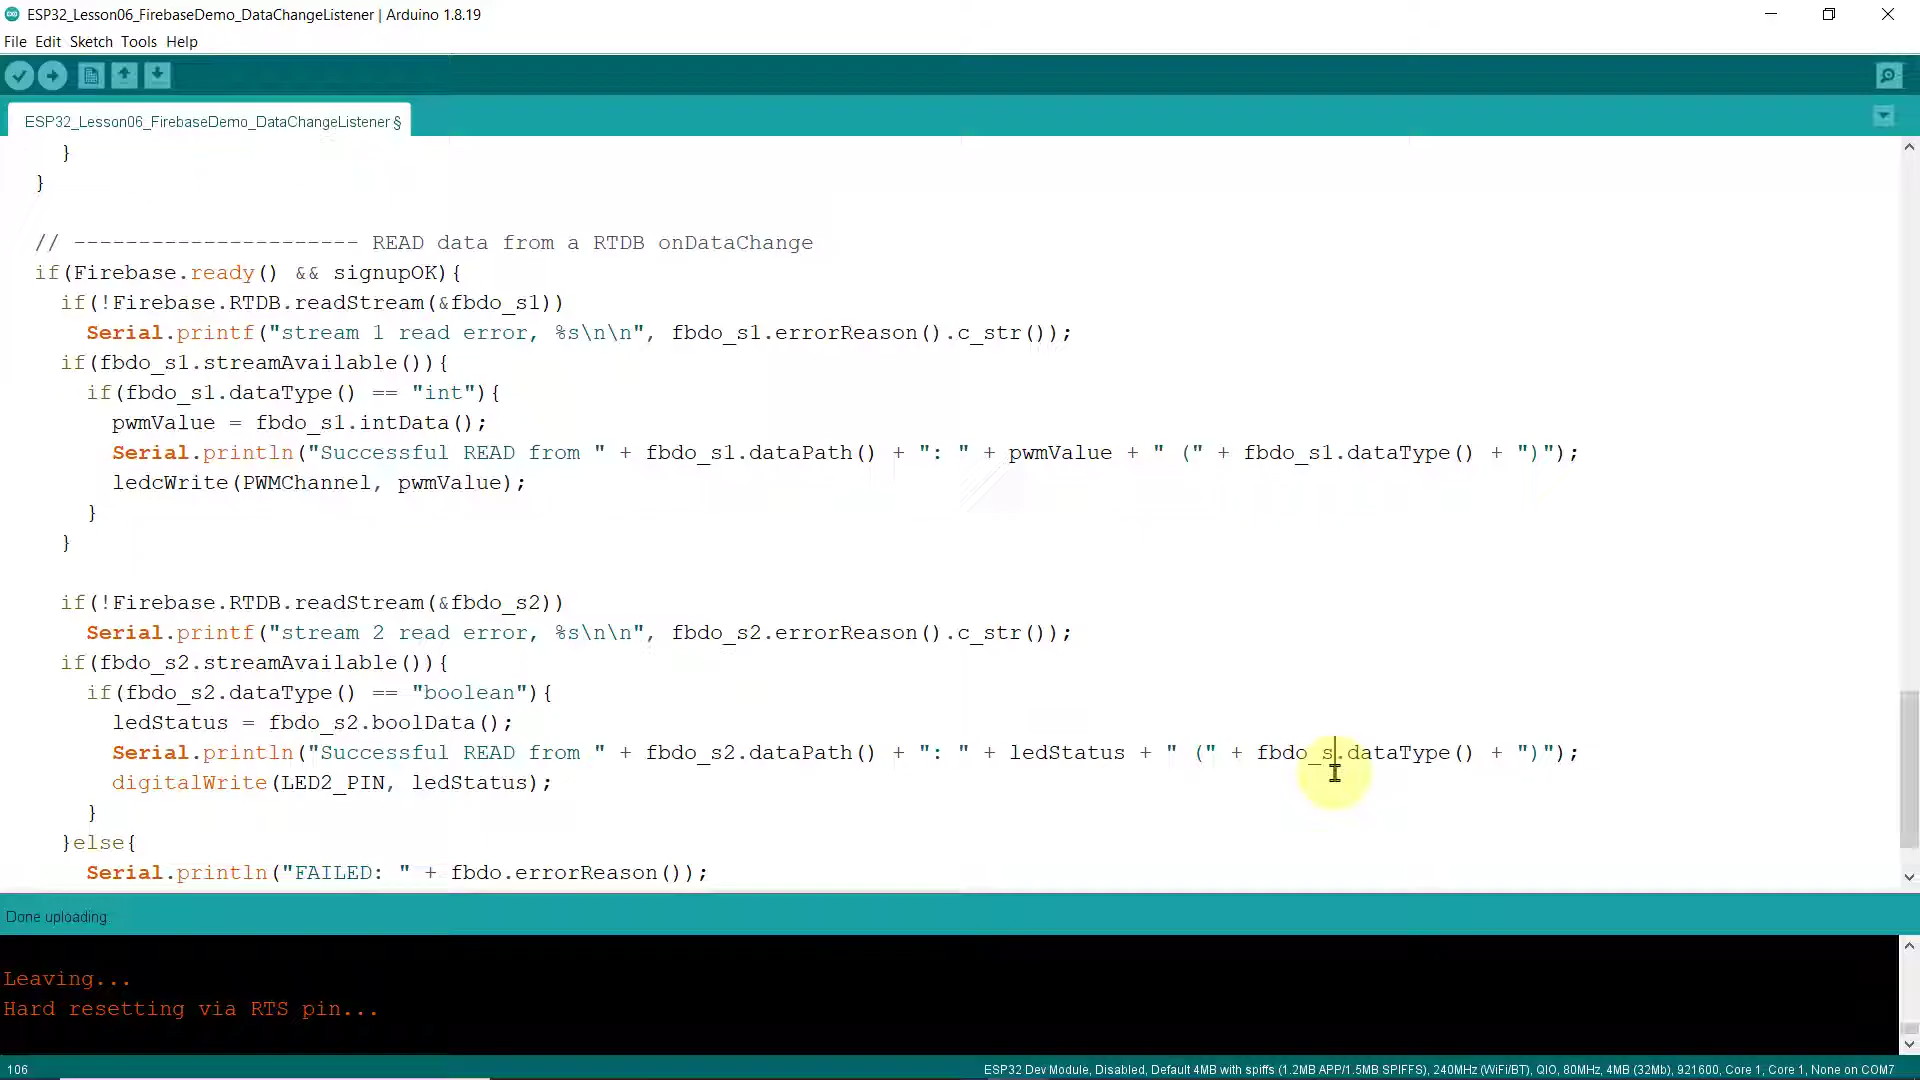 ESP32_Lesson06_FirebaseDemo_DataChangeListener | Arduino 1.8.19
File Edit Sketch Tools Help
ESP32_Lesson06_FirebaseDemo_DataChangeListener §
}
}
// ---------------------- READ data from a RTDB onDataChange
if(Firebase.ready() && signupOK){
if(!Firebase.RTDB.readStream(&fbdo_s1))
Serial.printf("stream 1 read error, %s\n\n", fbdo_s1.errorReason().c_str());
if(fbdo_s1.streamAvailable()){
if(fbdo_s1.dataType() == "int"){
pwmValue = fbdo_s1.intData();
Serial.println("Successful READ from " + fbdo_s1.dataPath() + ": " + pwmValue + " (" + fbdo_s1.dataType() + ")");
ledcWrite(PWMChannel, pwmValue);
}
}
if(!Firebase.RTDB.readStream(&fbdo_s2))
Serial.printf("stream 2 read error, %s\n\n", fbdo_s2.errorReason().c_str());
if(fbdo_s2.streamAvailable()){
if(fbdo_s2.dataType() == "boolean"){
ledStatus = fbdo_s2.boolData();
Serial.println("Successful READ from " + fbdo_s2.dataPath() + ": " + ledStatus + " (" + fbdo_s.dataType() + ")");
digitalWrite(LED2_PIN, ledStatus);
}
}else{
Serial.println("FAILED: " + fbdo.errorReason());
Done uploading.
Leaving...
Hard resetting via RTS pin...
106
ESP32 Dev Module, Disabled, Default 4MB with spiffs (1.2MB APP/1.5MB SPIFFS), 240MHz (WiFi/BT), QIO, 80MHz, 4MB (32Mb), 921600, Core 1, Core 1, None on COM7